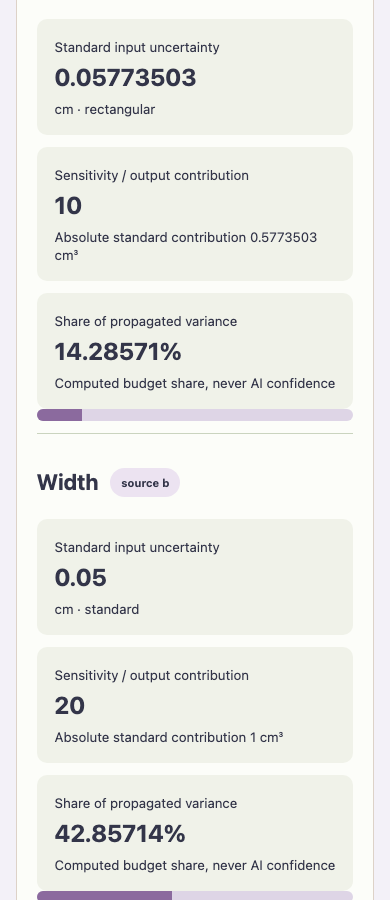 Standard input uncertainty
0.05773503
cm · rectangular
Sensitivity / output contribution
10
Absolute standard contribution 0.5773503
cm³
Share of propagated variance
14.28571%
Computed budget share, never AI confidence
Width source b
Standard input uncertainty
0.05
cm · standard
Sensitivity / output contribution
20
Absolute standard contribution 1 cm³
Share of propagated variance
42.85714%
Computed budget share, never AI confidence